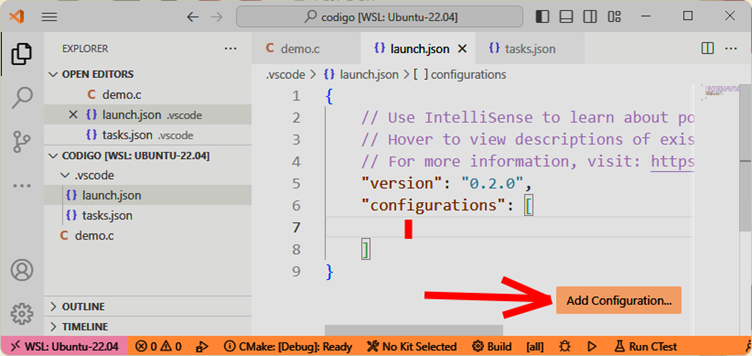 codigo [WSL: Ubuntu-22.04]
EXPLORER
OPEN EDITORS
demo.c
launch.json .vscode
tasks.json .vscode
CODIGO [WSL: UBUNTU-22.04]
.vscode
launch.json
tasks.json
demo.c
OUTLINE
TIMELINE
demo.c launch.json tasks.json
.vscode > {} launch.json > [ ] configurations
1 {
2 // Use IntelliSense to learn about po
3 // Hover to view descriptions of exis
4 // For more information, visit: https
5 "version": "0.2.0",
6 "configurations": [
7
8 ]
9 }
Add Configuration...
WSL: Ubuntu-22.04 0 0 CMake: [Debug]: Ready No Kit Selected Build [all] Run CTest